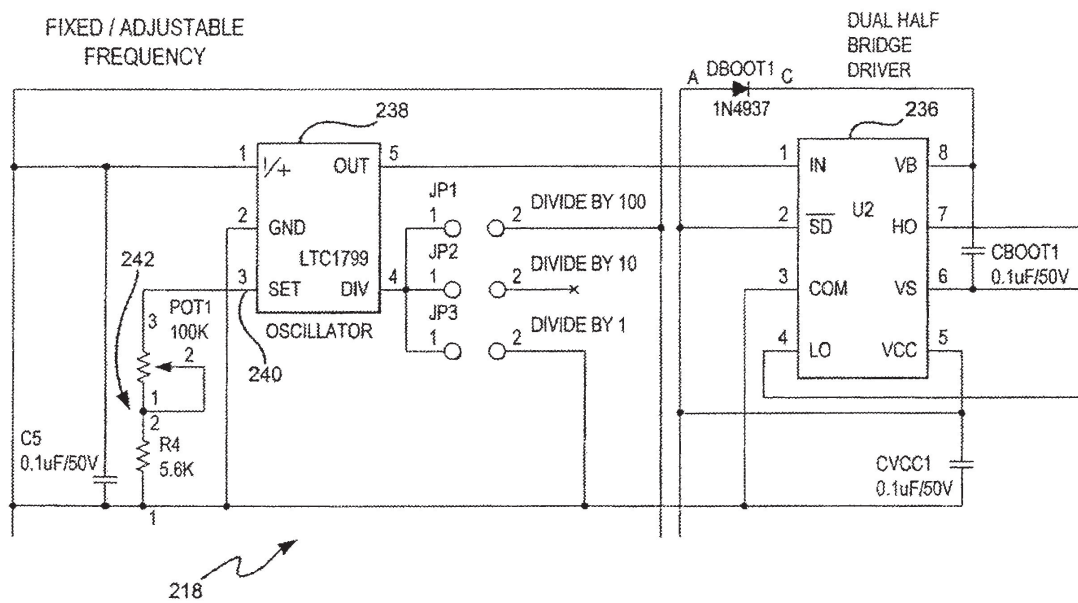 FIXED / ADJUSTABLE
FREQUENCY
DUAL HALF
BRIDGE
DRIVER
A DBOOT1 C
1N4937
238
236
1 I/+ OUT 5
2 GND
LTC1799
3 SET DIV 4
OSCILLATOR
240
242
POT1
100K
3
2
1
2
R4
5.6K
1
C5
0.1uF/50V
JP1
1 2 DIVIDE BY 100
JP2
1 2 DIVIDE BY 10
×
JP3
1 2 DIVIDE BY 1
1 IN VB 8
U2
2 SD HO 7
3 COM VS 6
4 LO VCC 5
CBOOT1
0.1uF/50V
CVCC1
0.1uF/50V
218